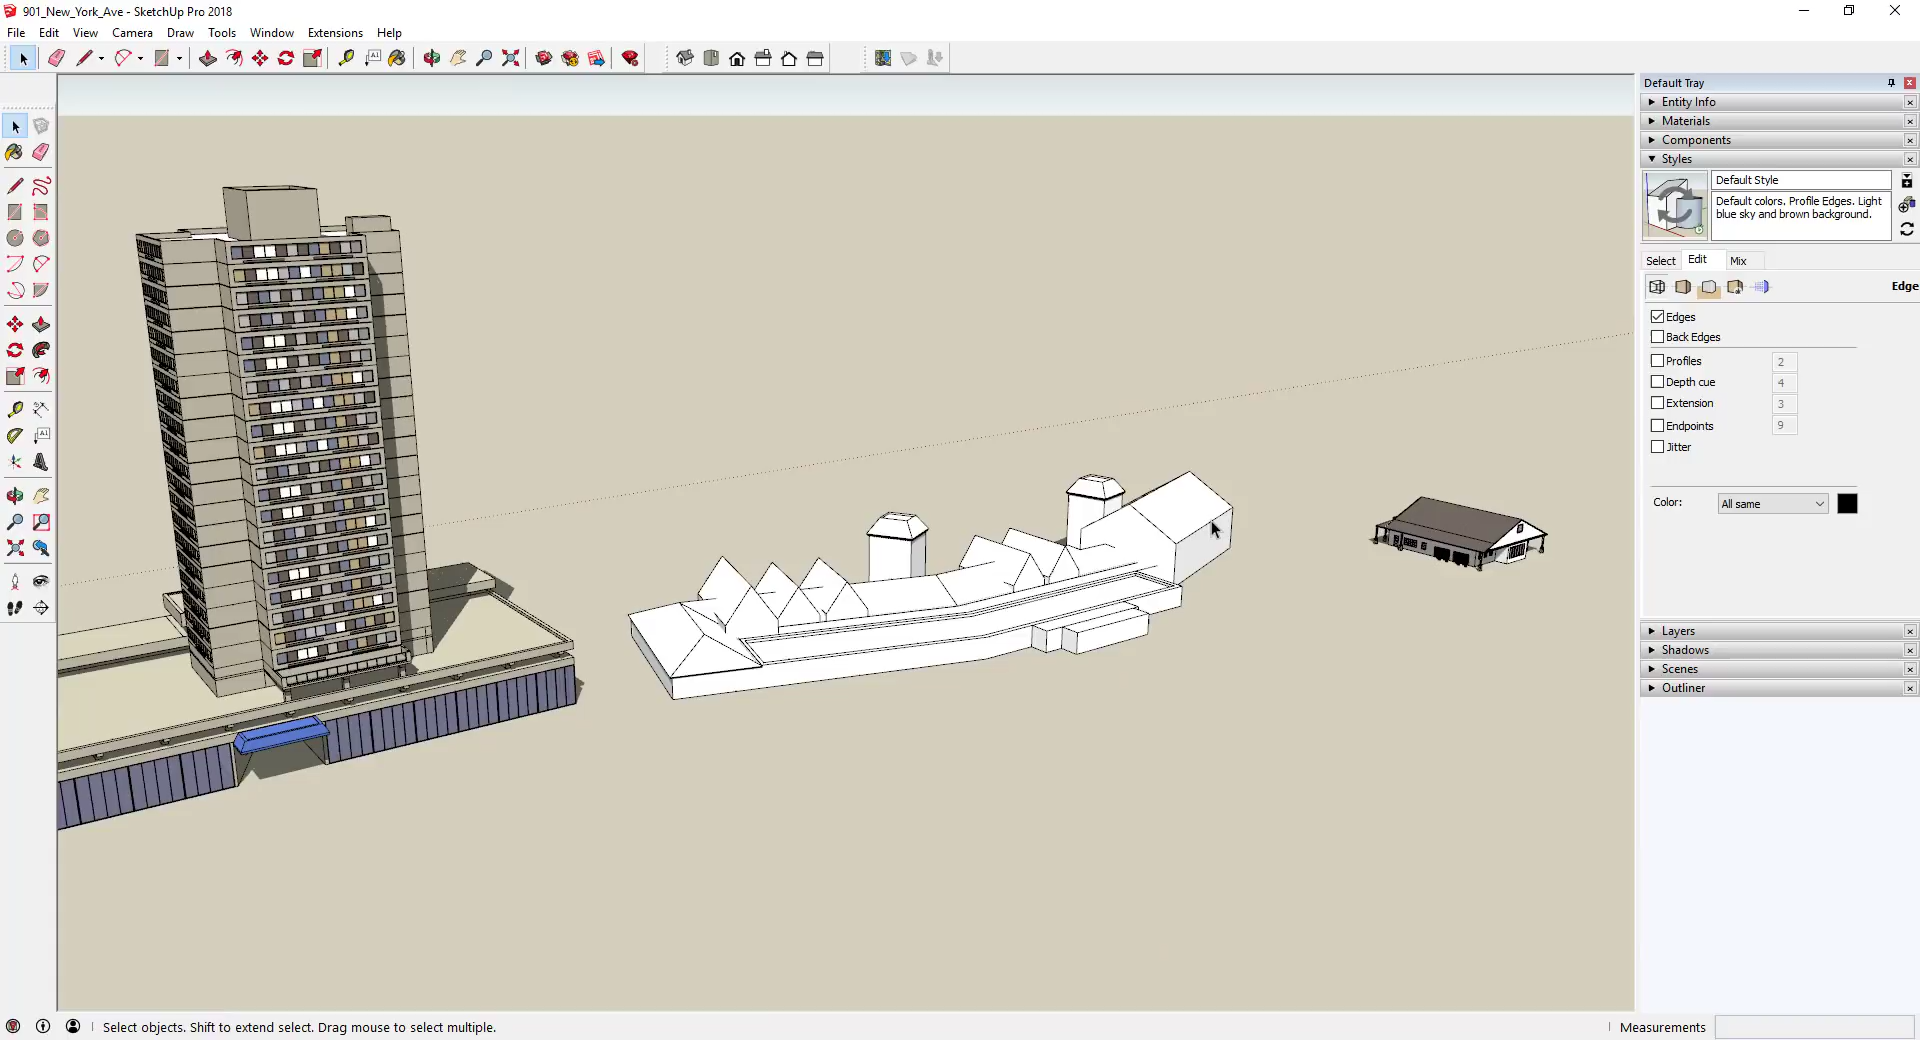 901_New_York_Ave - SketchUp Pro 2018
File Edit View Camera Draw Tools Window Extensions Help
Default Tray
Entity Info
Materials
Components
Styles
Default Style
Default colors. Profile Edges. Light
blue sky and brown background.
Select Edit Mix
Edge
Edges
Back Edges
Profiles 2
Depth cue 4
Extension 3
Endpoints 9
Jitter
Color: All same
Layers
Shadows
Scenes
Outliner
Select objects. Shift to extend select. Drag mouse to select multiple.
Measurements